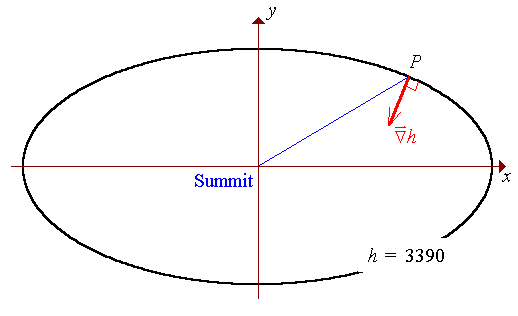 y
P
∇⃗h
Summit
x
h = 3390